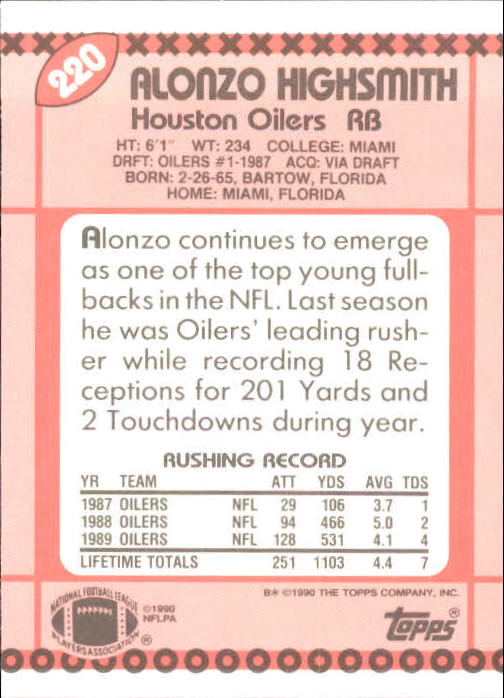 220
ALONZO HIGHSMITH
Houston Oilers RB
HT: 6'1" WT: 234 COLLEGE: MIAMI
DRFT: OILERS #1-1987 ACQ: VIA DRAFT
BORN: 2-26-65, BARTOW, FLORIDA
HOME: MIAMI, FLORIDA
Alonzo continues to emerge
as one of the top young full-
backs in the NFL. Last season
he was Oilers' leading rush-
er while recording 18 Re-
ceptions for 201 Yards and
2 Touchdowns during year.
RUSHING RECORD
YR TEAM ATT YDS AVG TDS
1987 OILERS NFL 29 106 3.7 1
1988 OILERS NFL 94 466 5.0 2
1989 OILERS NFL 128 531 4.1 4
LIFETIME TOTALS 251 1103 4.4 7
B* ©1990 THE TOPPS COMPANY, INC.
NATIONAL FOOTBALL LEAGUE
PLAYERS ASSOCIATION ®
©1990
NFLPA
topps ®